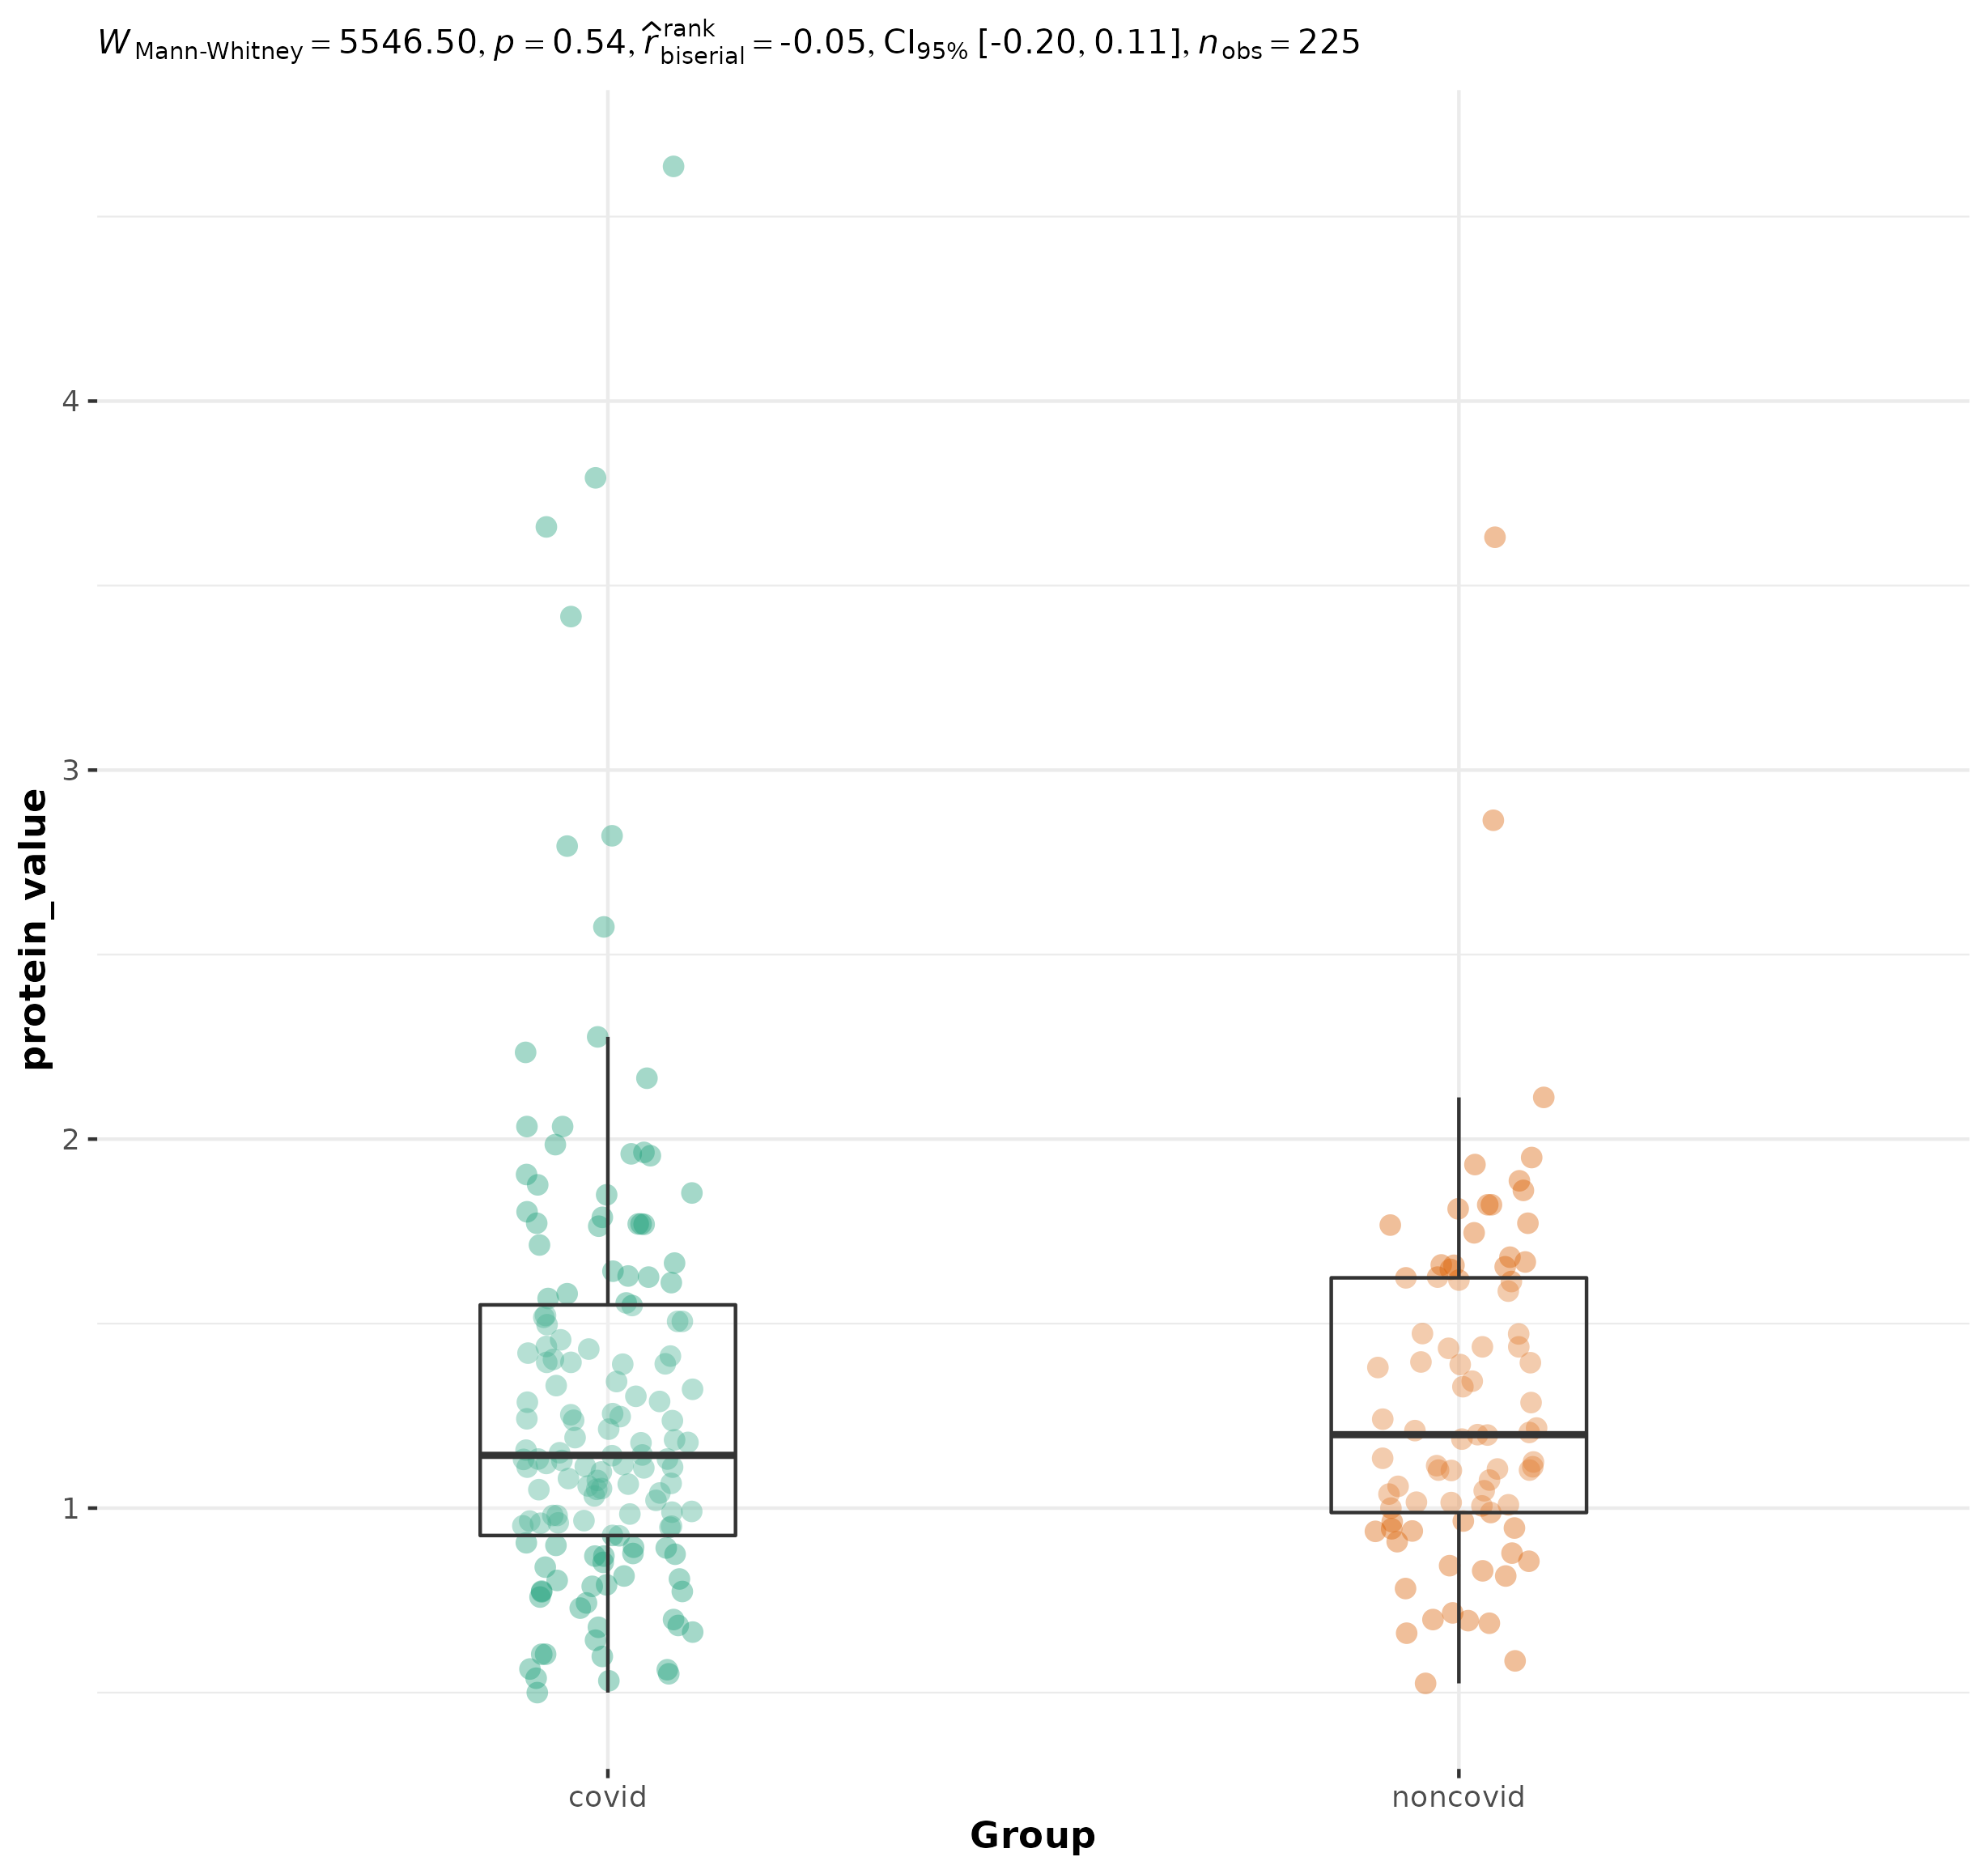 W Mann-Whitney = 5546.50, p = 0.54, r̂ rank biserial = -0.05, CI95% [-0.20, 0.11], nobs = 225
protein_value
4
3
2
1
covid noncovid
Group